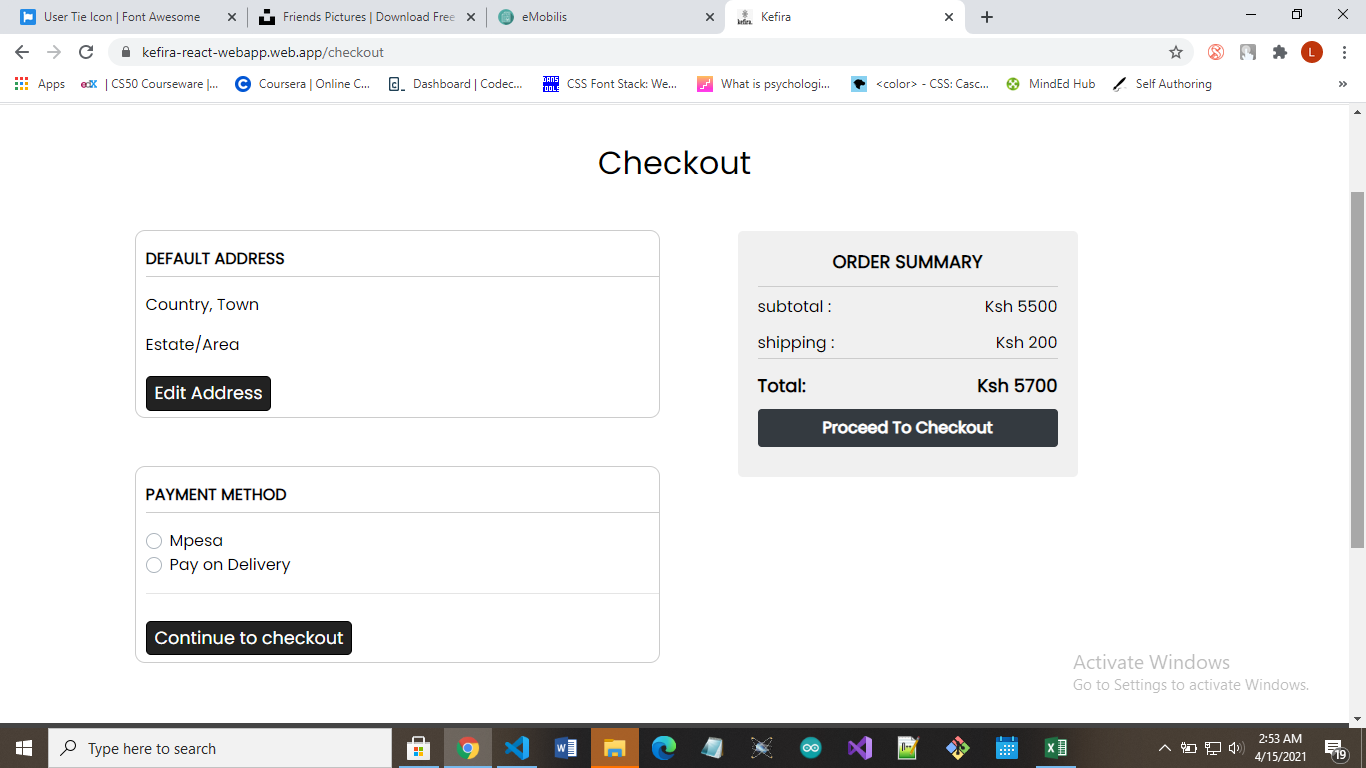 User Tie Icon | Font Awesome
Friends Pictures | Download Free
eMobilis
kefira
Kefira
kefira-react-webapp.web.app/checkout
L
Apps
edX | CS50 Courseware |...
C Coursera | Online C...
Dashboard | Codec...
SANS TOOLS CSS Font Stack: We...
What is psychologi...
<color> - CSS: Casc...
MindEd Hub
Self Authoring
»
Checkout
DEFAULT ADDRESS
Country, Town
Estate/Area
Edit Address
PAYMENT METHOD
Mpesa
Pay on Delivery
Continue to checkout
ORDER SUMMARY
subtotal : Ksh 5500
shipping : Ksh 200
Total: Ksh 5700
Proceed To Checkout
Activate Windows
Go to Settings to activate Windows.
Type here to search
2:53 AM
4/15/2021
19